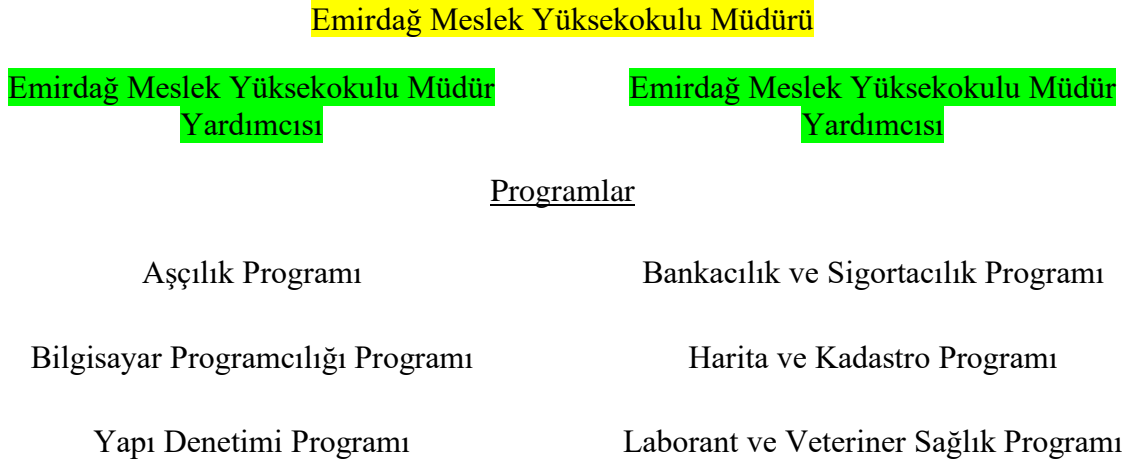 Emirdağ Meslek Yüksekokulu Müdürü
Emirdağ Meslek Yüksekokulu Müdür
Yardımcısı
Emirdağ Meslek Yüksekokulu Müdür
Yardımcısı
Programlar
Aşçılık Programı
Bankacılık ve Sigortacılık Programı
Bilgisayar Programcılığı Programı
Harita ve Kadastro Programı
Yapı Denetimi Programı
Laborant ve Veteriner Sağlık Programı